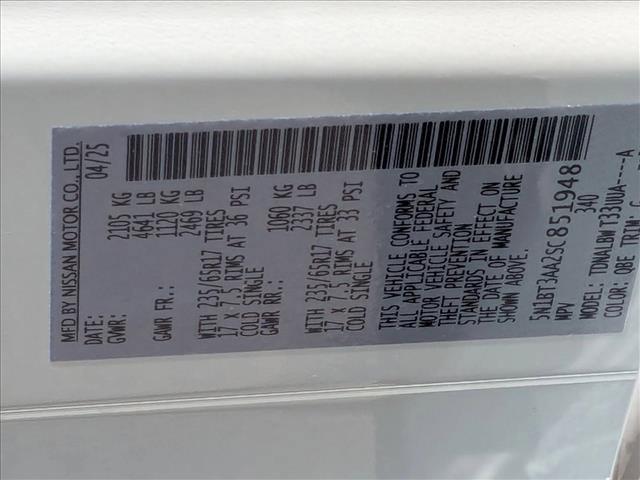 MFD BY NISSAN MOTOR CO., LTD.
DATE: 04/25
GVWR: 2105 KG
4641 LB
GAWR FR.: 1120 KG
2469 LB
WITH 235/65R17 TIRES
17 X 7.5 RIMS AT 36 PSI
COLD SINGLE
GAWR RR.: 1060 KG
2337 LB
WITH 235/65R17 TIRES
17 X 7.5 RIMS AT 33 PSI
COLD SINGLE
THIS VEHICLE CONFORMS TO
ALL APPLICABLE FEDERAL
MOTOR VEHICLE SAFETY AND
THEFT PREVENTION
STANDARDS IN EFFECT ON
THE DATE OF MANUFACTURE
SHOWN ABOVE.
5N1BT3AA2SC851948
MPV 340
MODEL: TDNALBWT33UUA----A
COLOR: QBE TRIM: G